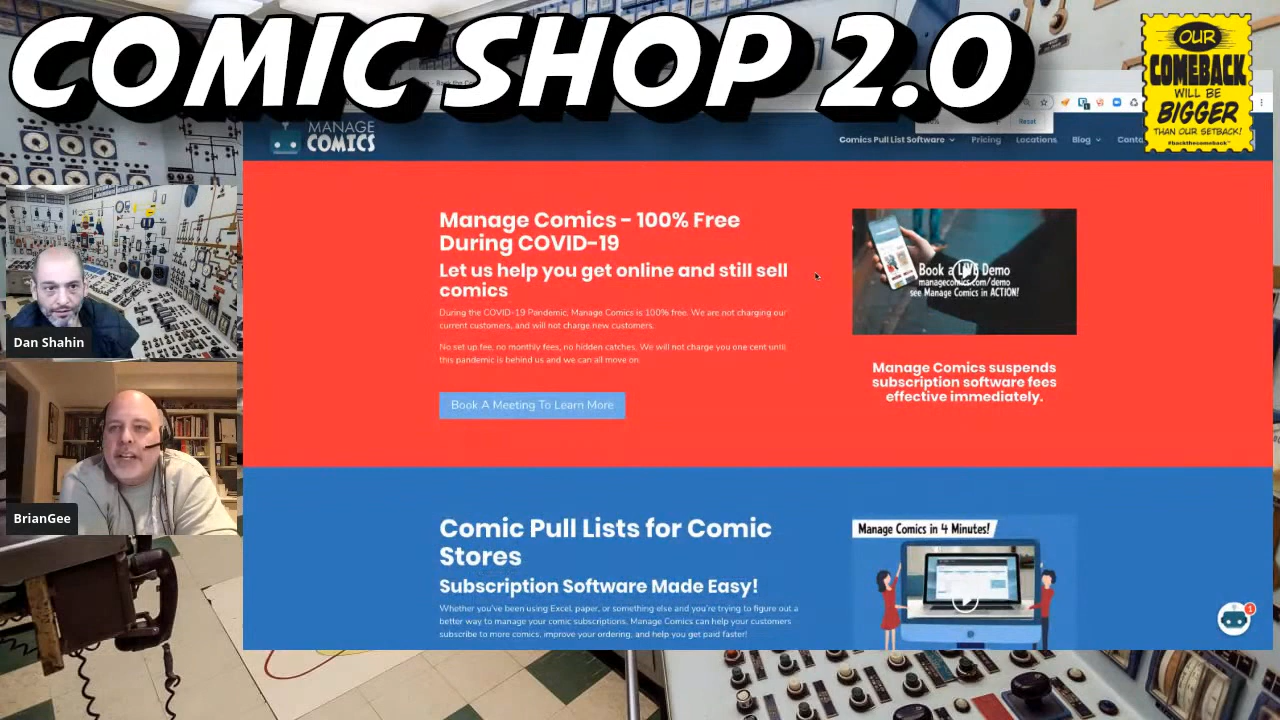 COMIC SHOP 2.0
OUR
COMEBACK
WILL BE
BIGGER
THAN OUR SETBACK!
#backthecomeback™
Reset
MANAGE
COMICS
Comics Pull List Software
Pricing
Locations
Blog
Conta
Manage Comics - 100% Free
During COVID-19
Let us help you get online and still sell
comics
During the COVID-19 Pandemic, Manage Comics is 100% free. We are not charging our
current customers, and will not charge new customers.
No set up fee, no monthly fees, no hidden catches. We will not charge you one cent until
this pandemic is behind us and we can all move on
Book A Meeting To Learn More
Book a LIVE Demo
managecomics.com/demo
see Manage Comics in ACTION!
Manage Comics suspends
subscription software fees
effective immediately.
Dan Shahin
BrianGee
Comic Pull Lists for Comic
Stores
Subscription Software Made Easy!
Whether you've been using Excel, paper, or something else and you're trying to figure out a
better way to manage your comic subscriptions, Manage Comics can help your customers
subscribe to more comics, improve your ordering, and help you get paid faster!
Manage Comics in 4 Minutes!
1